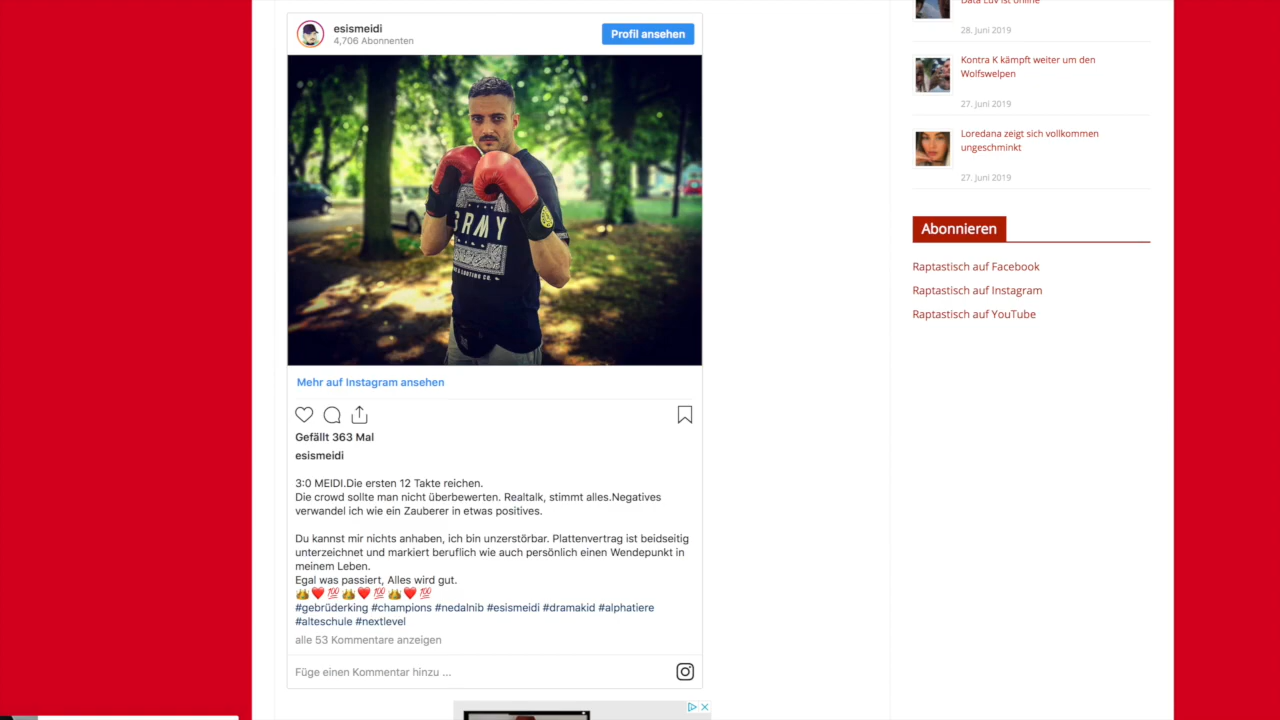 esismeidi
4,706 Abonnenten
Profil ansehen
GRMY
Mehr auf Instagram ansehen
Gefällt 363 Mal
esismeidi
3:0 MEIDI.Die ersten 12 Takte reichen.
Die crowd sollte man nicht überbewerten. Realtalk, stimmt alles.Negatives
verwandel ich wie ein Zauberer in etwas positives.
Du kannst mir nichts anhaben, ich bin unzerstörbar. Plattenvertrag ist beidseitig
unterzeichnet und markiert beruflich wie auch persönlich einen Wendepunkt in
meinem Leben.
Egal was passiert, Alles wird gut.
👑❤️💯👑❤️💯👑❤️💯
#gebrüderking #champions #nedalnib #esismeidi #dramakid #alphatiere
#alteschule #nextlevel
alle 53 Kommentare anzeigen
Füge einen Kommentar hinzu ...
Data Luv ist online
28. Juni 2019
Kontra K kämpft weiter um den
Wolfswelpen
27. Juni 2019
Loredana zeigt sich vollkommen
ungeschminkt
27. Juni 2019
Abonnieren
Raptastisch auf Facebook
Raptastisch auf Instagram
Raptastisch auf YouTube